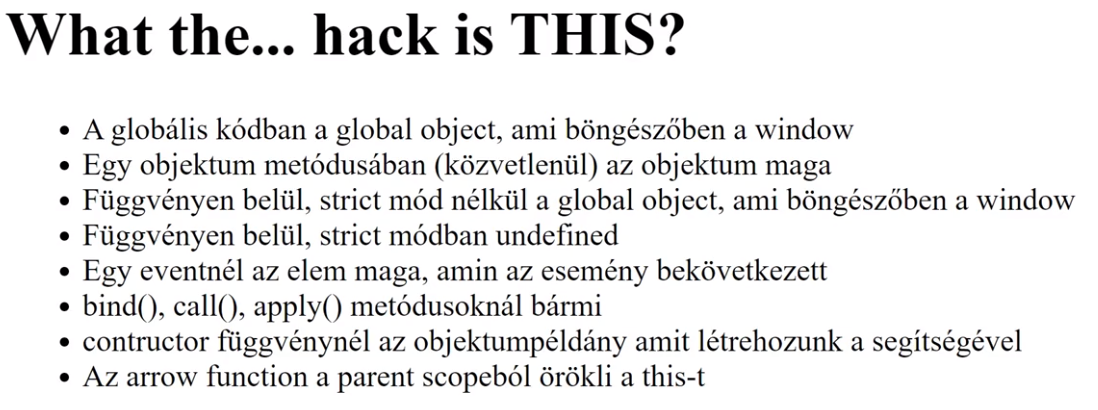 What the... hack is THIS?
• A globális kódban a global object, ami böngészőben a window
• Egy objektum metódusában (közvetlenül) az objektum maga
• Függvényen belül, strict mód nélkül a global object, ami böngészőben a window
• Függvényen belül, strict módban undefined
• Egy eventnél az elem maga, amin az esemény bekövetkezett
• bind(), call(), apply() metódusoknál bármi
• contructor függvénynél az objektumpéldány amit létrehozunk a segítségével
• Az arrow function a parent scopeból örökli a this-t